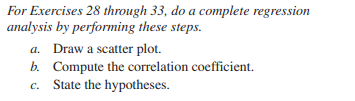 For Exercises 28 through 33, do a complete regression
analysis by performing these steps.
a. Draw a scatter plot.
b. Compute the correlation coefficient.
c. State the hypotheses.